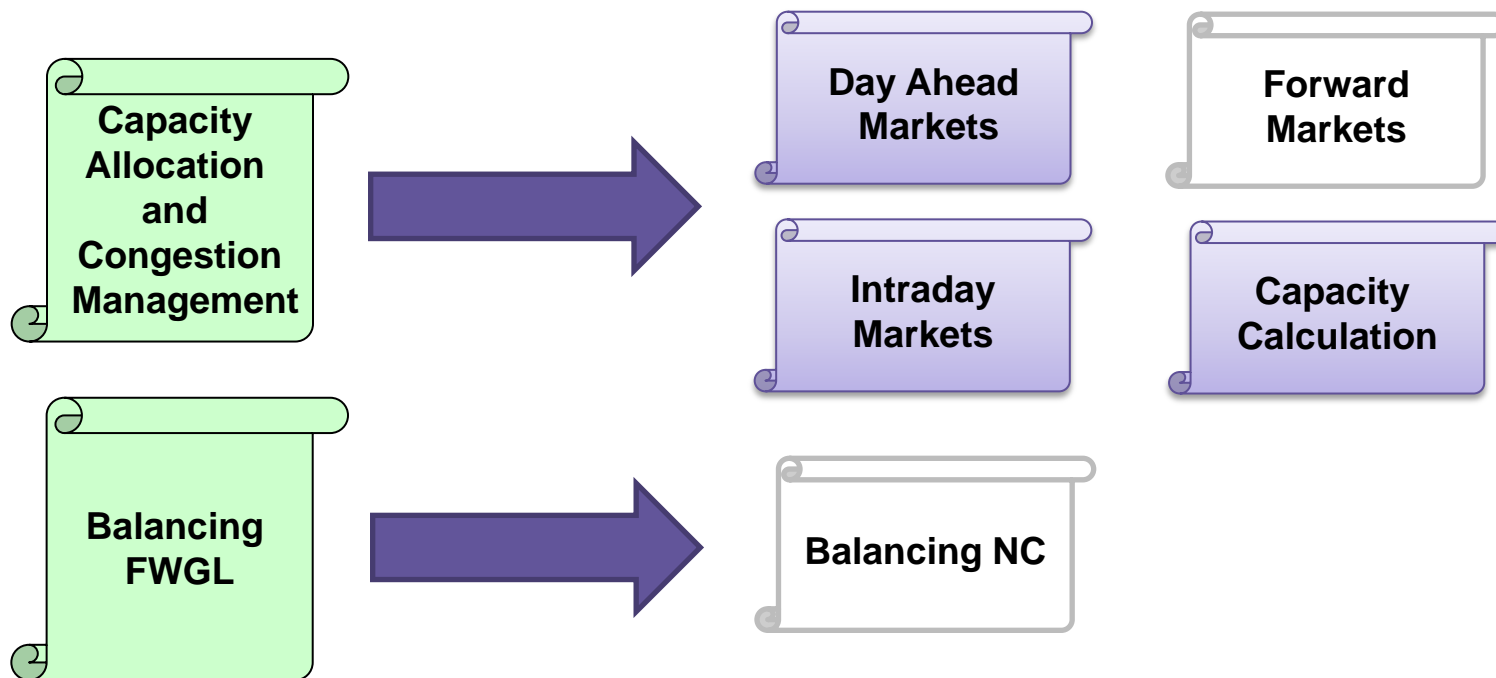 Capacity
Allocation
and
Congestion
Management
Day Ahead
Markets
Forward
Markets
Intraday
Markets
Capacity
Calculation
Balancing
FWGL
Balancing NC